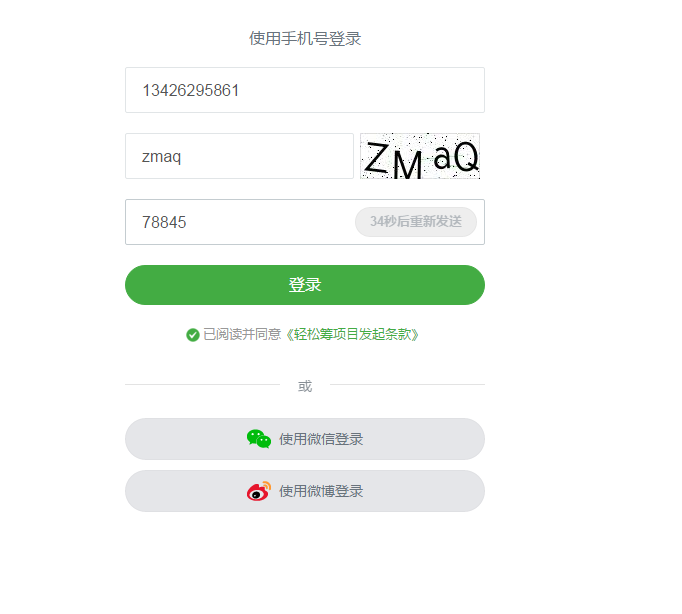 使用手机号登录
13426295861
zmaq ZMaQ
78845 34秒后重新发送
登录
已阅读并同意《轻松筹项目发起条款》
或
使用微信登录
使用微博登录